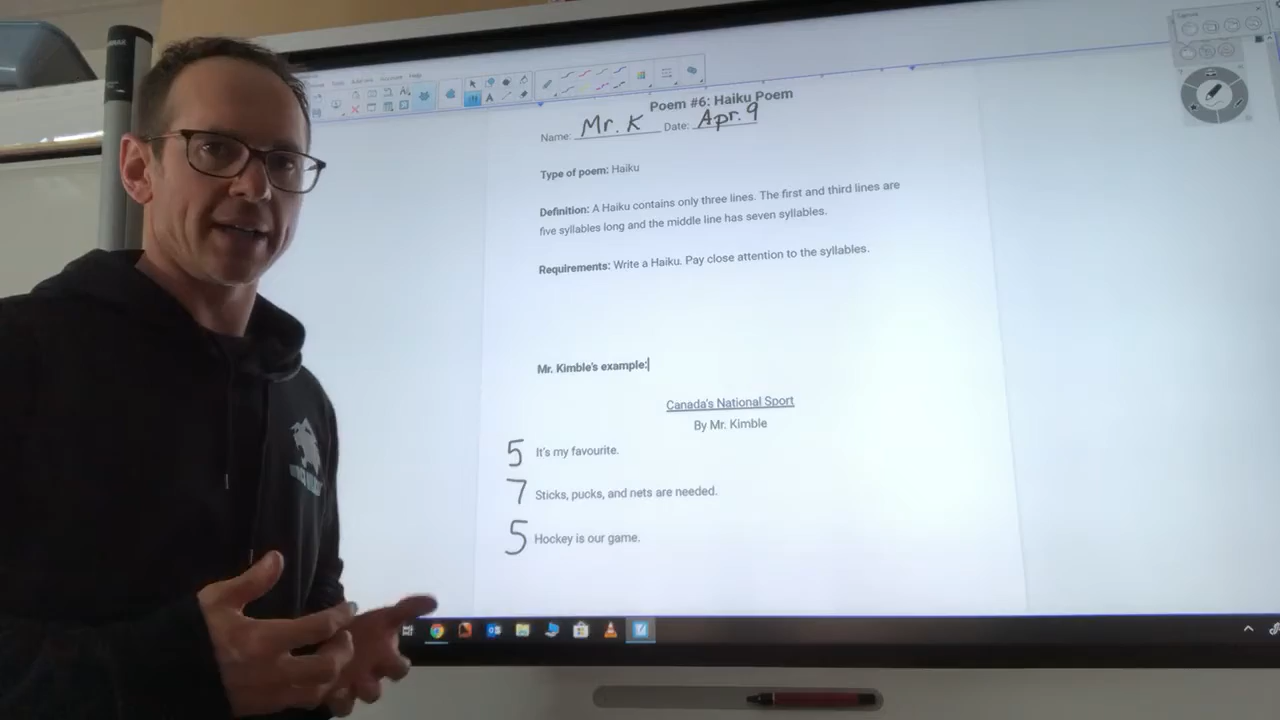 Poem #6: Haiku Poem
Name: Mr. K Date: Apr. 9
Type of poem: Haiku
Definition: A Haiku contains only three lines. The first and third lines are
five syllables long and the middle line has seven syllables.
Requirements: Write a Haiku. Pay close attention to the syllables.
Mr. Kimble's example:
Canada's National Sport
By Mr. Kimble
5 It's my favourite.
7 Sticks, pucks, and nets are needed.
5 Hockey is our game.